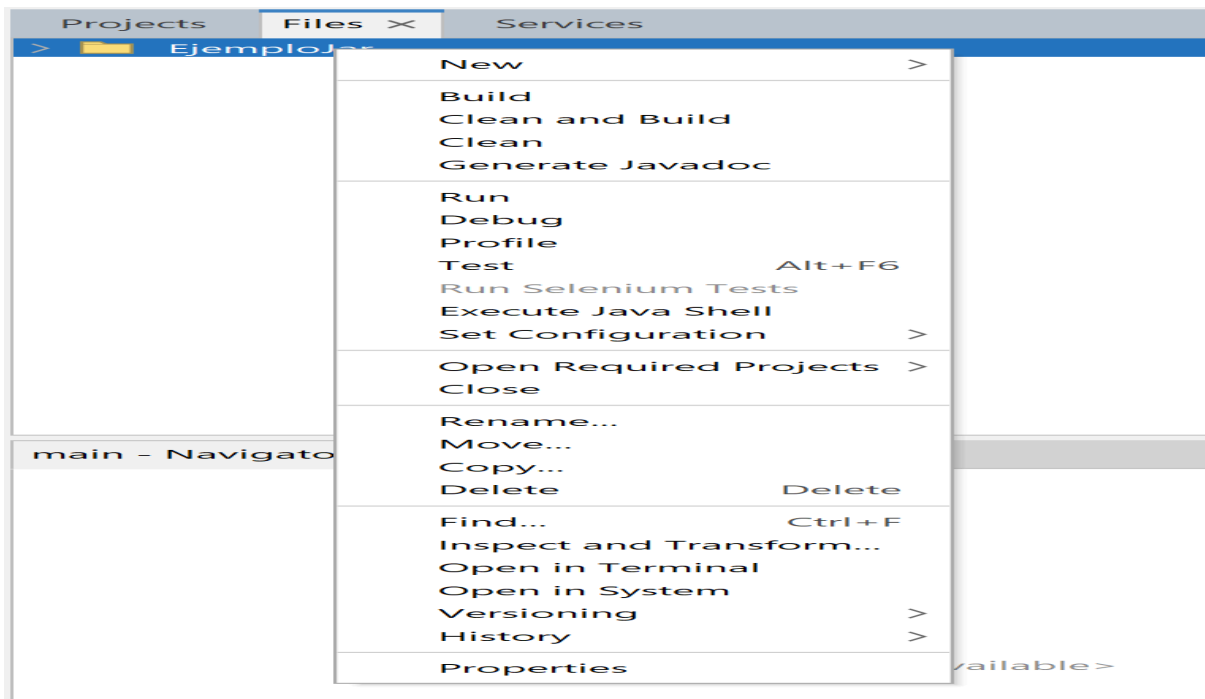 Projects Files Services
EjemploJar
New >
Build
Clean and Build
Clean
Generate Javadoc
Run
Debug
Profile
Test Alt+F6
Run Selenium Tests
Execute Java Shell
Set Configuration >
Open Required Projects >
Close
Rename...
Move...
Copy...
Delete Delete
Find... Ctrl+F
Inspect and Transform...
Open in Terminal
Open in System
Versioning >
History >
Properties
main - Navigato
vailable>